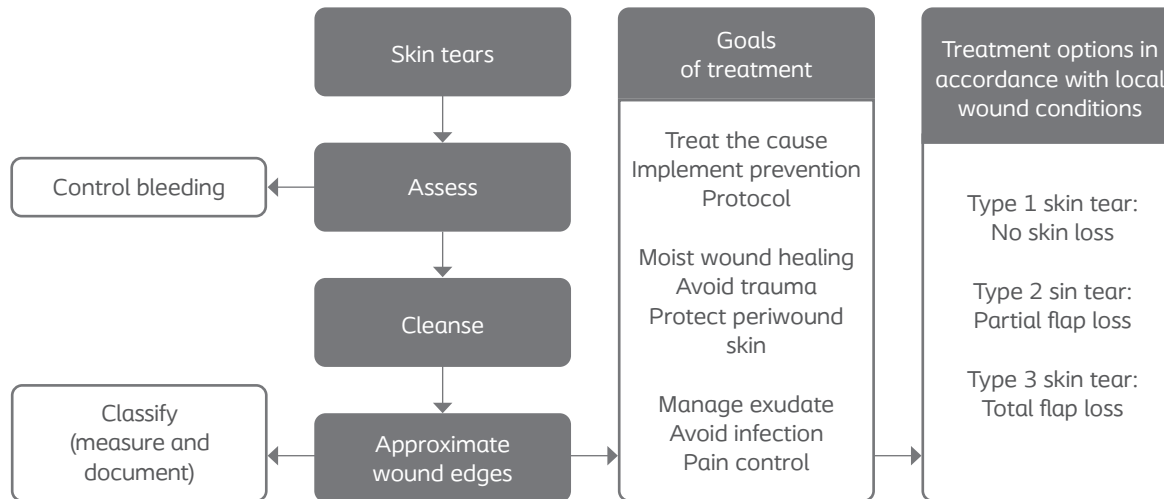 Skin tears
Control bleeding
Assess
Cleanse
Classify
(measure and
document)
Approximate
wound edges
Goals
of treatment
Treat the cause
Implement prevention
Protocol
Moist wound healing
Avoid trauma
Protect periwound
skin
Manage exudate
Avoid infection
Pain control
Treatment options in
accordance with local
wound conditions
Type 1 skin tear:
No skin loss
Type 2 sin tear:
Partial flap loss
Type 3 skin tear:
Total flap loss